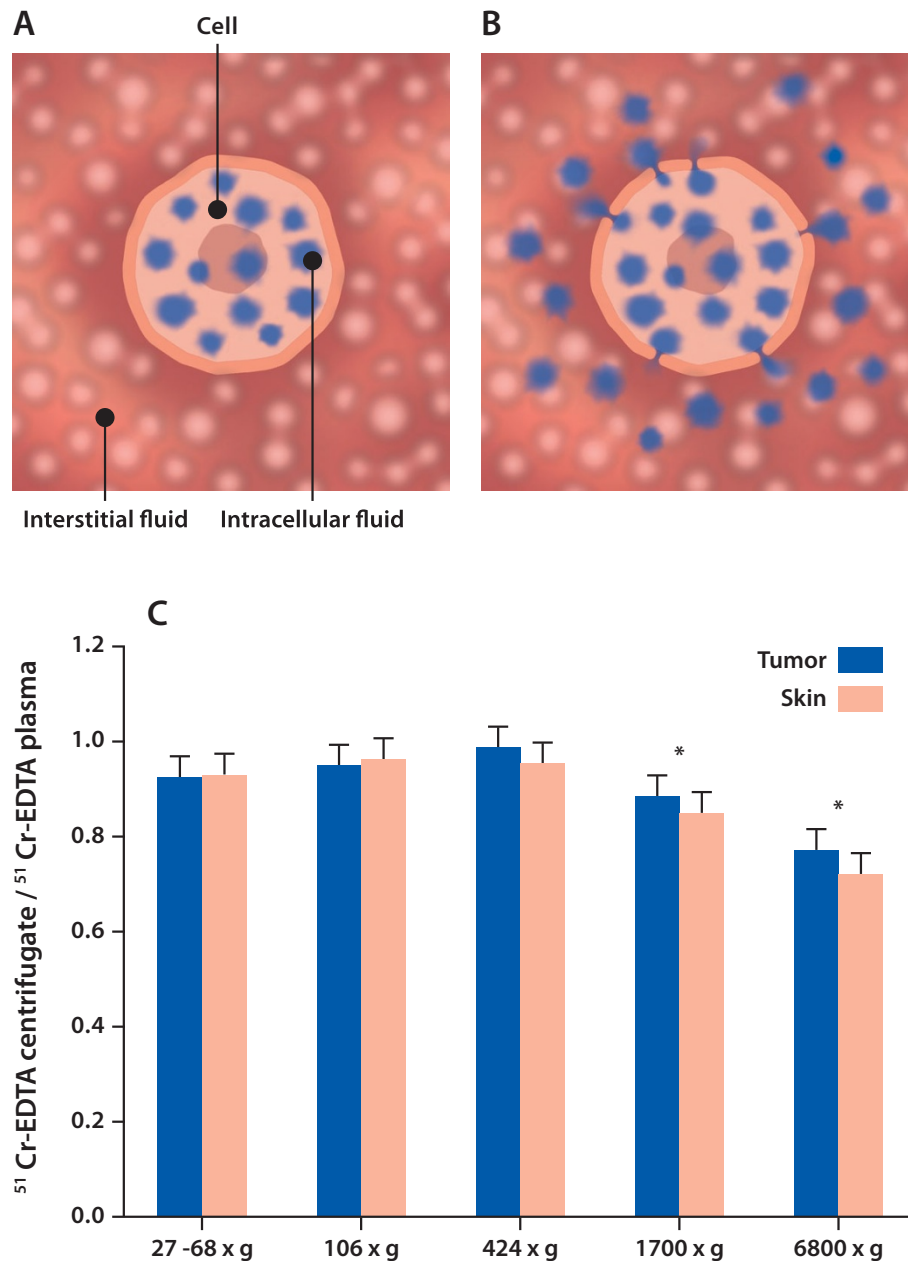 A
B
Cell
Interstitial fluid
Intracellular fluid
C
⁵¹ Cr-EDTA centrifugate / ⁵¹ Cr-EDTA plasma
1.2
1.0
0.8
0.6
0.4
0.2
0.0
Tumor
Skin
*
*
27 -68 x g
106 x g
424 x g
1700 x g
6800 x g